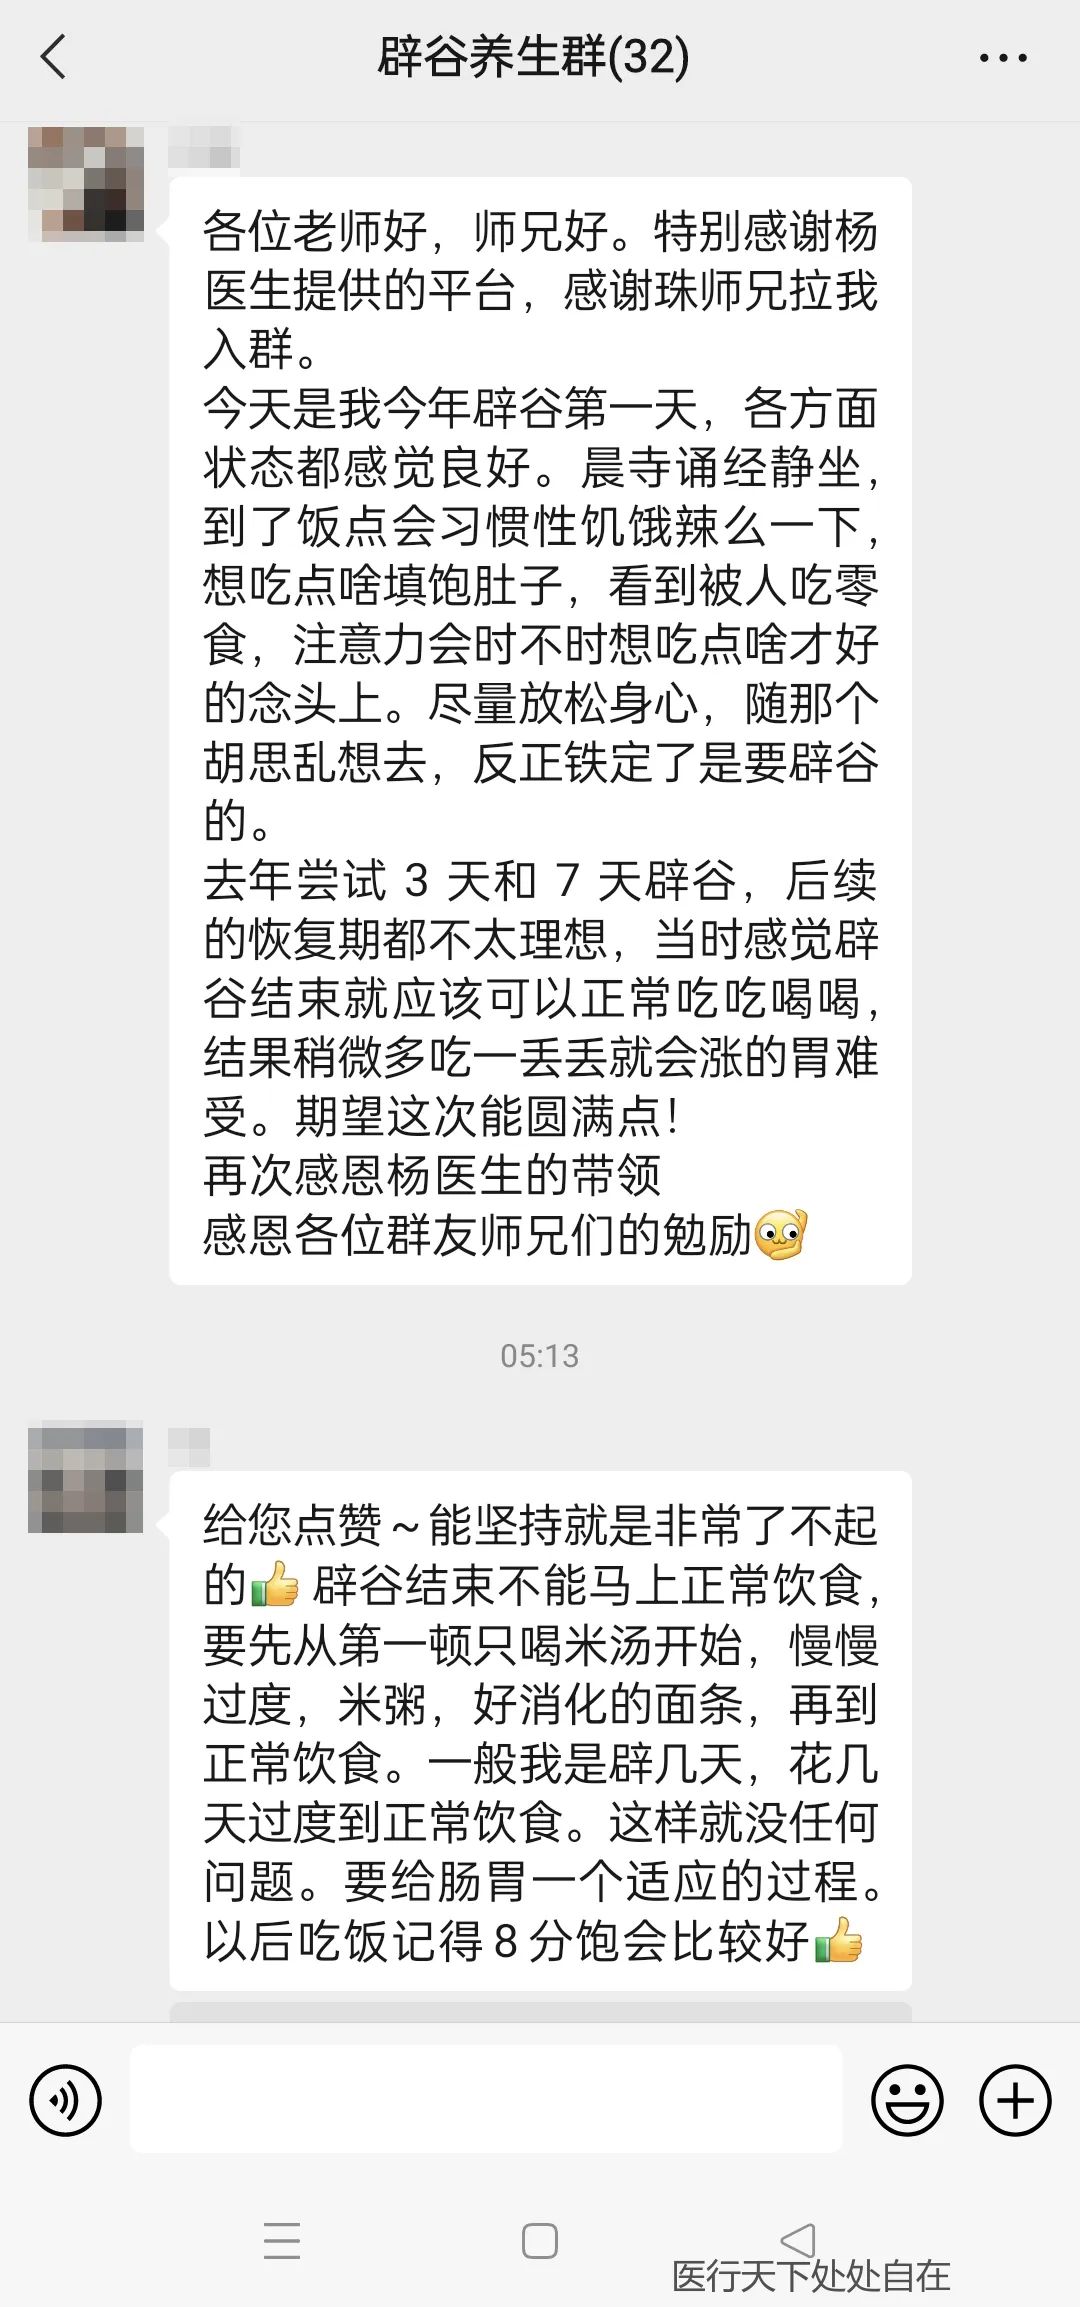 辟谷养生群(32)
各位老师好，师兄好。特别感谢杨
医生提供的平台，感谢珠师兄拉我
入群。
今天是我今年辟谷第一天，各方面
状态都感觉良好。晨寺诵经静坐，
到了饭点会习惯性饥饿辣么一下，
想吃点啥填饱肚子，看到被人吃零
食，注意力会时不时想吃点啥才好
的念头上。尽量放松身心，随那个
胡思乱想去，反正铁定了是要辟谷
的。
去年尝试 3 天和 7 天辟谷，后续
的恢复期都不太理想，当时感觉辟
谷结束就应该可以正常吃吃喝喝，
结果稍微多吃一丢丢就会涨的胃难
受。期望这次能圆满点！
再次感恩杨医生的带领
感恩各位群友师兄们的勉励
05:13
给您点赞～能坚持就是非常了不起
的👍 辟谷结束不能马上正常饮食，
要先从第一顿只喝米汤开始，慢慢
过度，米粥，好消化的面条，再到
正常饮食。一般我是辟几天，花几
天过度到正常饮食。这样就没任何
问题。要给肠胃一个适应的过程。
以后吃饭记得 8 分饱会比较好👍
医行天下处处自在